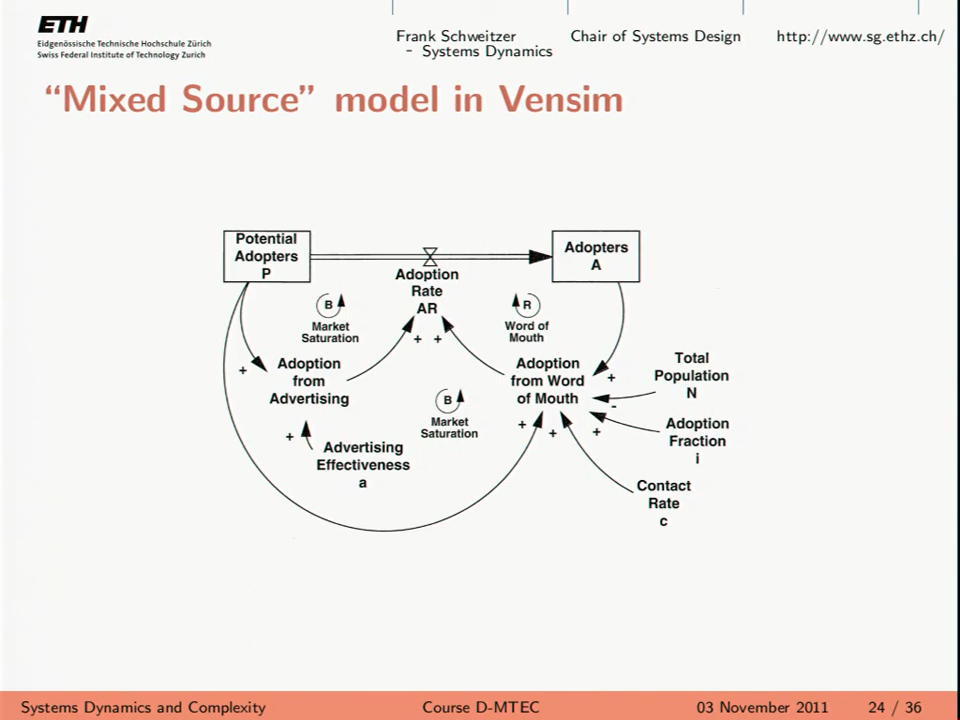 ETH
Eidgenössische Technische Hochschule Zürich
Swiss Federal Institute of Technology Zurich
Frank Schweitzer
- Systems Dynamics
Chair of Systems Design
http://www.sg.ethz.ch/
“Mixed Source” model in Vensim
Potential
Adopters
P
Adopters
A
Adoption
Rate
AR
B
Market
Saturation
R
Word of
Mouth
+ +
+
Adoption
from
Advertising
Adoption
from Word
of Mouth
+
-
Total
Population
N
B
Market
Saturation
+
Advertising
Effectiveness
a
+
+
+
Adoption
Fraction
i
Contact
Rate
c
Systems Dynamics and Complexity
Course D-MTEC
03 November 2011
24 / 36